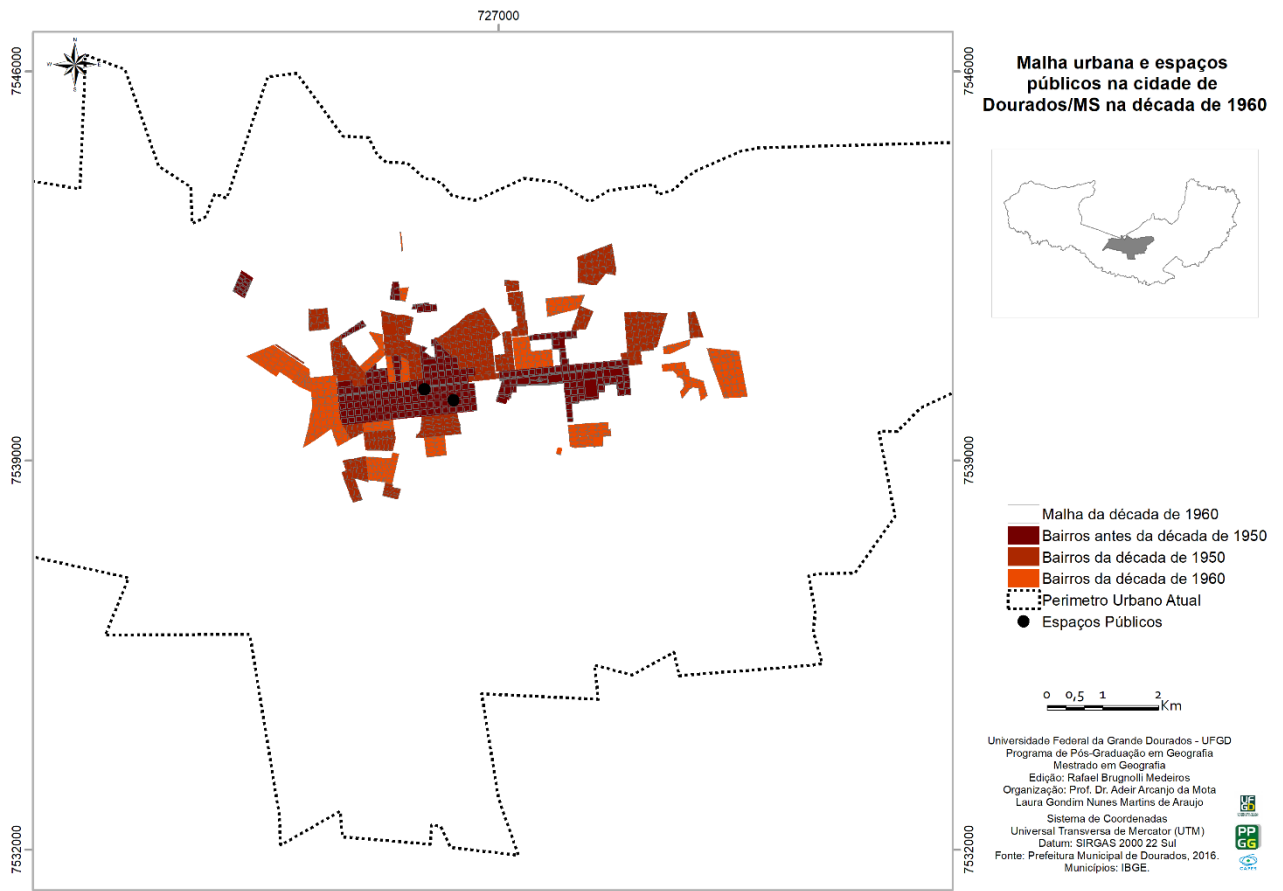 727000
7546000
7546000
N
W
E
S
Malha urbana e espaços
públicos na cidade de
Dourados/MS na década de 1960
7539000
7539000
Malha da década de 1960
Bairros antes da década de 1950
Bairros da década de 1950
Bairros da década de 1960
Perimetro Urbano Atual
Espaços Públicos
0 0,5 1 2
Km
Universidade Federal da Grande Dourados - UFGD
Programa de Pós-Graduação em Geografia
Mestrado em Geografia
Edição: Rafael Brugnolli Medeiros
Organização: Prof. Dr. Adeir Arcanjo da Mota
Laura Gondim Nunes Martins de Araujo
Sistema de Coordenadas
Universal Transversa de Mercator (UTM)
Datum: SIRGAS 2000 22 Sul
Fonte: Prefeitura Municipal de Dourados, 2016.
Municípios: IBGE.
UF
GD
PP
GG
CAPES
7532000
7532000